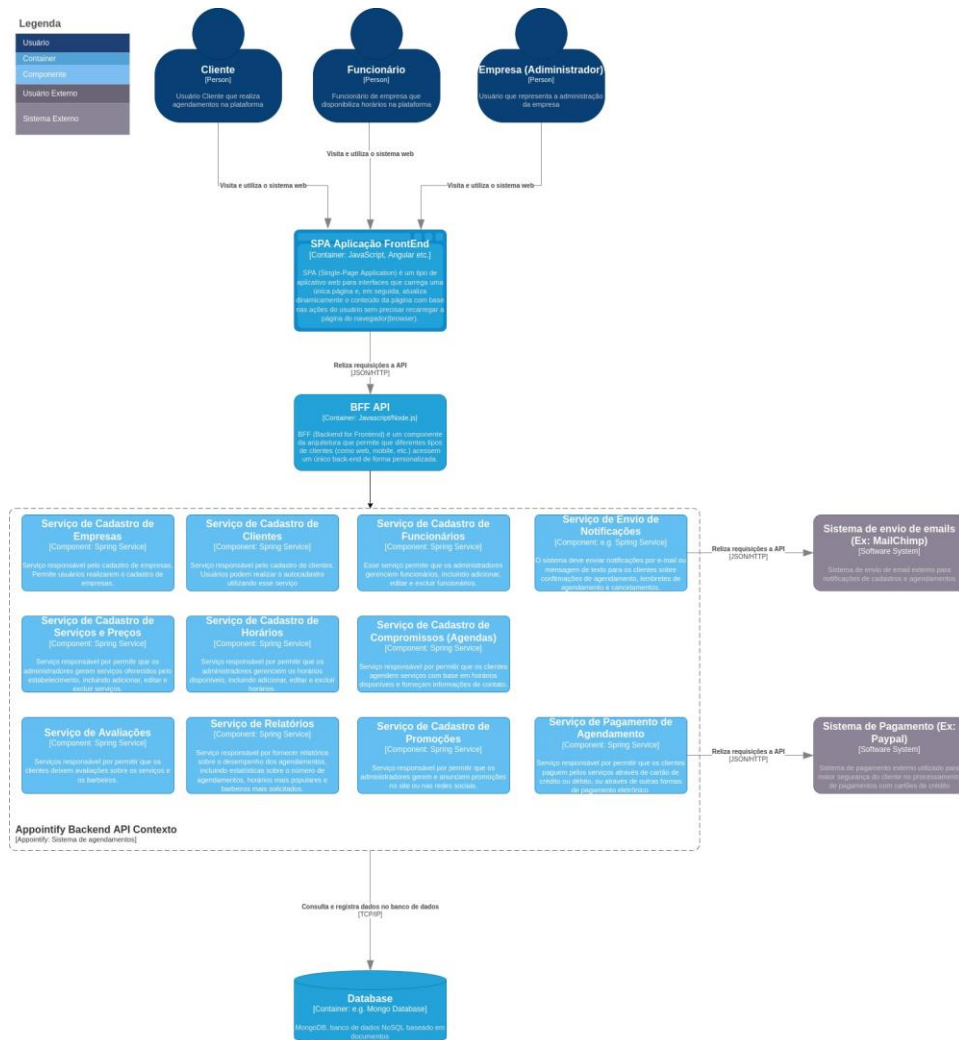 Legenda
Usuário
Container
Componente
Usuário Externo
Sistema Externo
Cliente
[Person]
Usuário Cliente que realiza
agendamentos na plataforma
Funcionário
[Person]
Funcionário de empresa que
disponibiliza horários na plataforma
Empresa (Adiministrador)
[Person]
Usuário que representa a administração
da empresa
Visita e utiliza o sistema web
Visita e utiliza o sistema web
Visita e utiliza o sistema web
SPA Aplicação FrontEnd
[Container: JavaScript, Angular etc.]
SPA (Single-Page Application) é um tipo de
aplicativo web para interfaces que carrega uma
única página e, em seguida, atualiza
dinamicamente o conteúdo da página com base
nas ações do usuário sem precisar recarregar a
página do navegador(browser).
Reliza requisições a API
[JSON/HTTP]
BFF API
[Container: Javascript/Node.js]
BFF (Backend for Frontend) é um componente
da arquitetura que permite que diferentes tipos
de clientes (como web, mobile, etc.) acessem
um único back-end de forma personalizada.
Serviço de Cadastro de
Empresas
[Component: Spring Service]
Serviço responsável pelo cadastro de empresas.
Permite usuários realizarem o cadastro de
empresas.
Serviço de Cadastro de
Clientes
[Component: Spring Service]
Serviço responsável pelo cadastro de clientes.
Usuários podem realizar o autocadastro
utilizando esse serviço
Serviço de Cadastro de
Funcionários
[Component: Spring Service]
Esse serviço permite que os administradores
gerenciem funcionários, incluindo adicionar,
editar e excluir funcionários.
Serviço de Envio de
Notificações
[Component: e.g. Spring Service]
O sistema deve enviar notificações por e-mail ou
mensagem de texto para os clientes sobre
confirmações de agendamento, lembretes de
agendamento e cancelamentos.
Reliza requisições a API
[JSON/HTTP]
Sistema de envio de emails
(Ex: MailChimp)
[Software System]
Sistema de envio de email externo para
notificações de cadastros e agendamentos
Serviço de Cadastro de
Serviços e Preços
[Component: Spring Service]
Serviço responsável por permitir que os
administradores gerem serviços oferecidos pelo
estabelecimento, incluindo adicionar, editar e
excluir serviços.
Serviço de Cadastro de
Horários
[Component: Spring Service]
Serviço responsável por permitir que os
administradores gerenciem os horários
disponíveis, incluindo adicionar, editar e excluir
horários.
Serviço de Cadastro de
Compromissos (Agendas)
[Component: Spring Service]
Serviço responsável por permitir que os clientes
agendem serviços com base em horários
disponíveis e forneçam informações de contato.
Serviço de Avaliações
[Component: Spring Service]
Serviços responsável por permitir que os
clientes deixem avaliações sobre os serviços e
os barbeiros.
Serviço de Relatórios
[Component: Spring Service]
Serviço responsável por fornecer relatórios
sobre o desempenho dos agendamentos,
incluindo estatísticas sobre o número de
agendamentos, horários mais populares e
barbeiros mais solicitados.
Serviço de Cadastro de
Promoções
[Component: Spring Service]
Serviço responsável por permitir que os
administradores gerem e anunciem promoções
no site ou nas redes sociais.
Serviço de Pagamento de
Agendamento
[Component: Spring Service]
Serviço responsável por permitir que os clientes
paguem pelos serviços através de cartão de
crédito ou débito, ou através de outras formas
de pagamento eletrônico
Reliza requisições a API
[JSON/HTTP]
Sistema de Pagamento (Ex:
Paypal)
[Software System]
Sistema de pagamento externo utilizado para
maior segurança do cliente no processamento
de pagamentos com cartões de crédito.
Appointify Backend API Contexto
[Appointify: Sistema de agendamentos]
Consulta e registra dados no banco de dados
[TCP/IP]
Database
[Container: e.g. Mongo Database]
MongoDB, banco de dados NoSQL baseado em
documentos